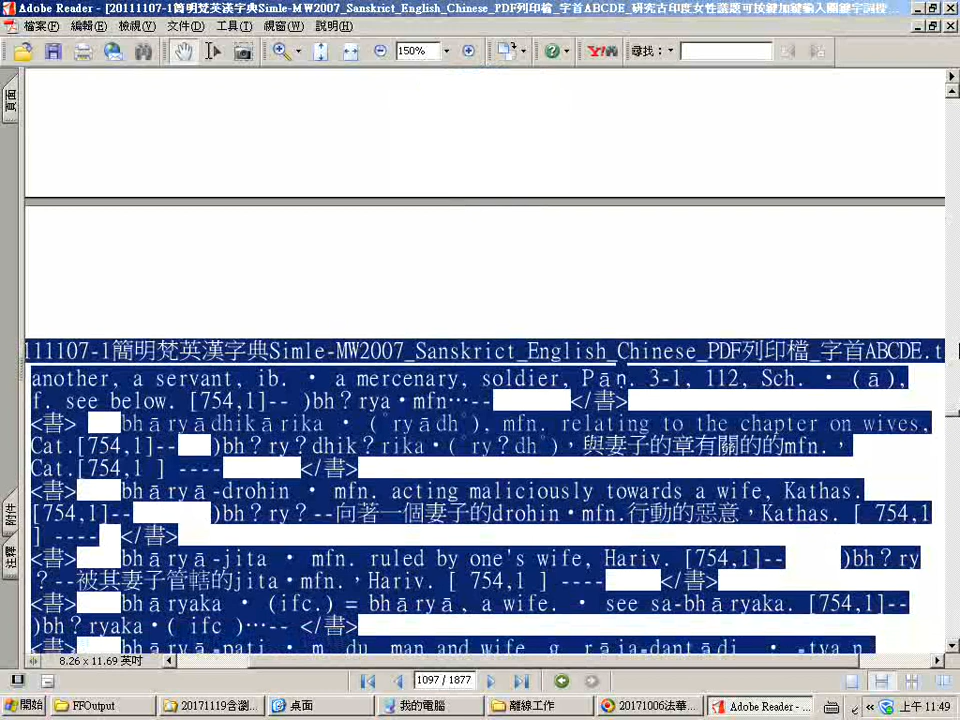 Adobe Reader - [20111107-1簡明梵英漢字典Simle-MW2007_Sanskrict_English_Chinese_PDF列印檔_字首ABCDE_研究古印度女性議題可按鍵加鍵輸入關鍵字詞搜
檔案(F) 編輯(E) 檢視(V) 文件(D) 工具(T) 視窗(W) 說明(H)
150% 尋找:
頁面
111107-1簡明梵英漢字典Simle-MW2007_Sanskrict_English_Chinese_PDF列印檔_字首ABCDE.t
another, a servant, ib. • a mercenary, soldier, Pāṇ. 3-1, 112, Sch. • (ā),
f. see below. [754,1]-- )bh？rya•mfn…-- </書>
<書> bhāryādhikārika • (˚ryādh˚), mfn. relating to the chapter on wives,
Cat.[754,1]-- )bh？ry？dhik？rika•(˚ry？dh˚)，與妻子的章有關的的mfn.，
Cat.[754,1 ] ---- </書>
<書> bhāryā-drohin • mfn. acting maliciously towards a wife, Kathas.
[754,1]-- )bh？ry？--向著一個妻子的drohin•mfn.行動的惡意，Kathas. [ 754,1
] ---- </書>
<書> bhāryā-jita • mfn. ruled by one's wife, Hariv. [754,1]-- )bh？ry
？--被其妻子管轄的jita•mfn.，Hariv. [ 754,1 ] ---- </書>
<書> bhāryaka • (ifc.) = bhāryā, a wife. • see sa-bhāryaka. [754,1]--
)bh？ryaka•(˚ifc )…-- </書>
<書> bhāryā-pati • m. du. man and wife, g. rāja-dantādi. • -tva n.
附件
註釋
8.26 x 11.69 英吋
1097 / 1877
開始 FFOutput 20171119含瀏... 桌面 我的電腦 離線工作 20171006法華... Adobe Reader - ... 上午 11:49